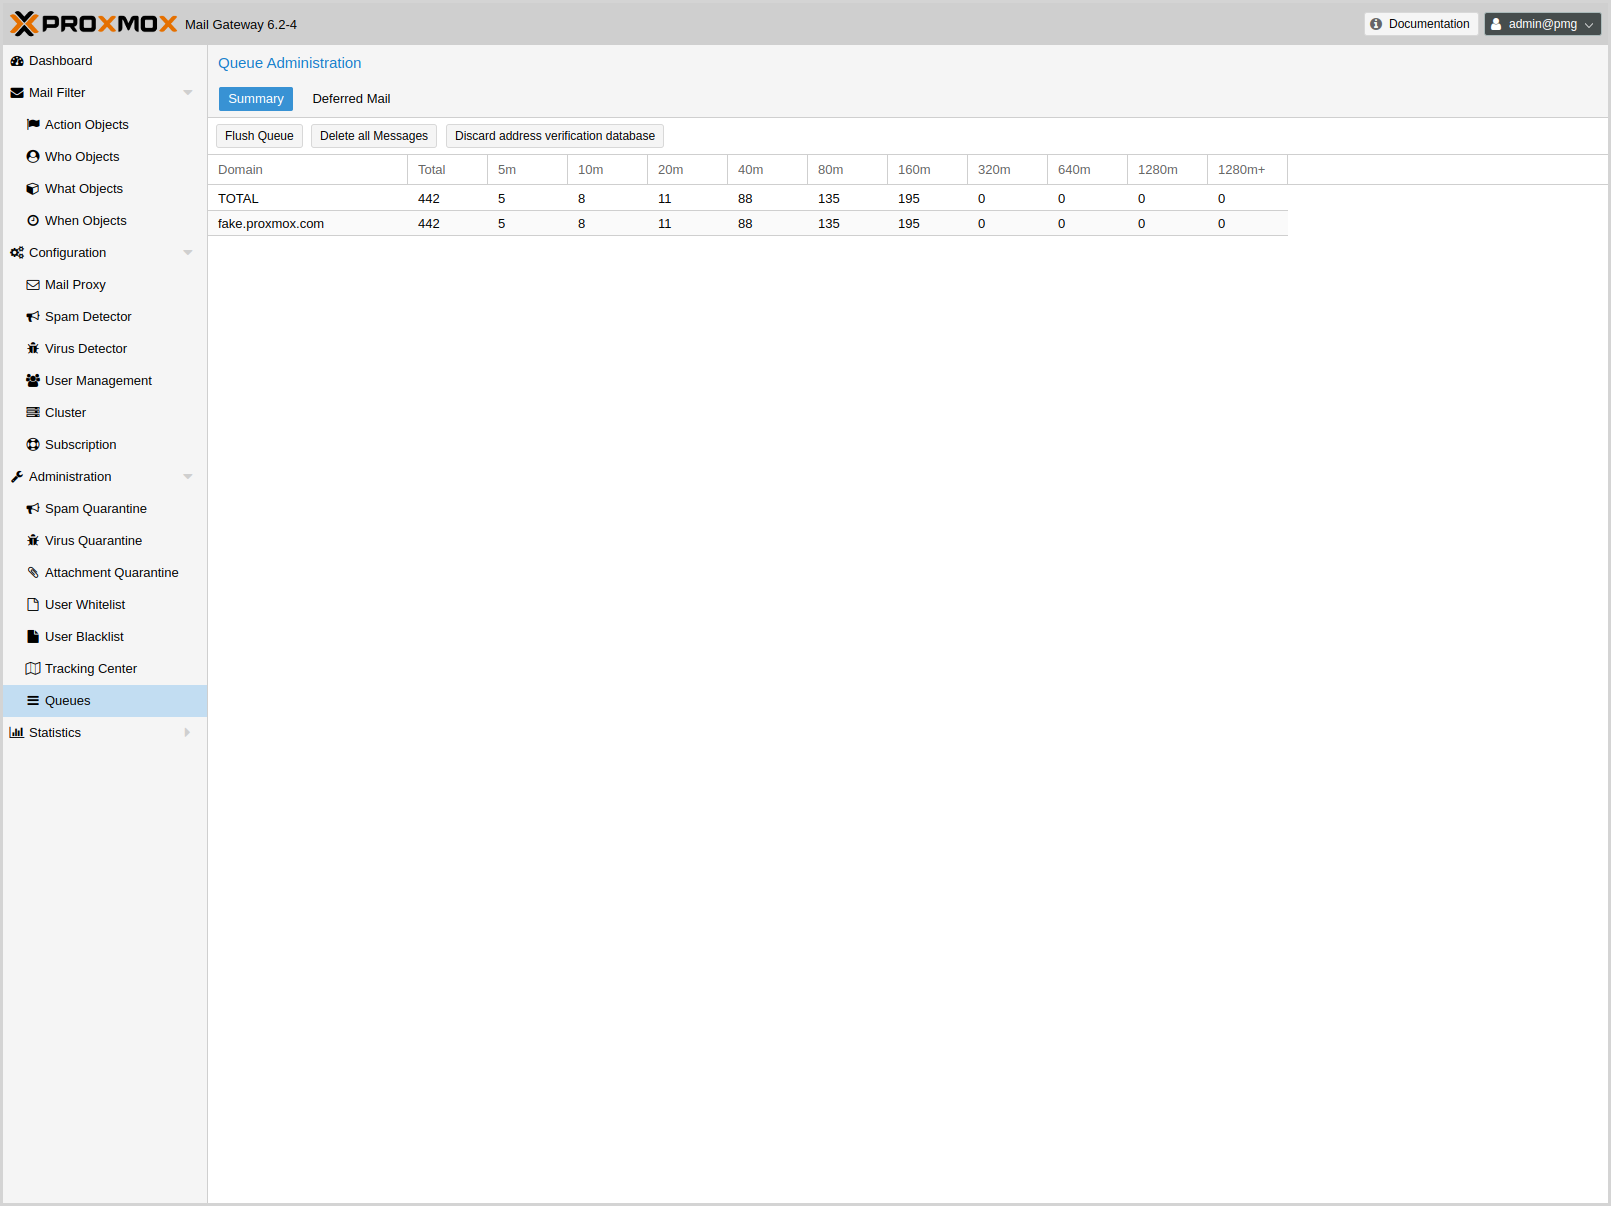 PROXMOX Mail Gateway 6.2-4
Documentation
admin@pmg
Dashboard
Mail Filter
Action Objects
Who Objects
What Objects
When Objects
Configuration
Mail Proxy
Spam Detector
Virus Detector
User Management
Cluster
Subscription
Administration
Spam Quarantine
Virus Quarantine
Attachment Quarantine
User Whitelist
User Blacklist
Tracking Center
Queues
Statistics
Queue Administration
Summary Deferred Mail
Flush Queue Delete all Messages Discard address verification database
Domain Total 5m 10m 20m 40m 80m 160m 320m 640m 1280m 1280m+
TOTAL 442 5 8 11 88 135 195 0 0 0 0
fake.proxmox.com 442 5 8 11 88 135 195 0 0 0 0